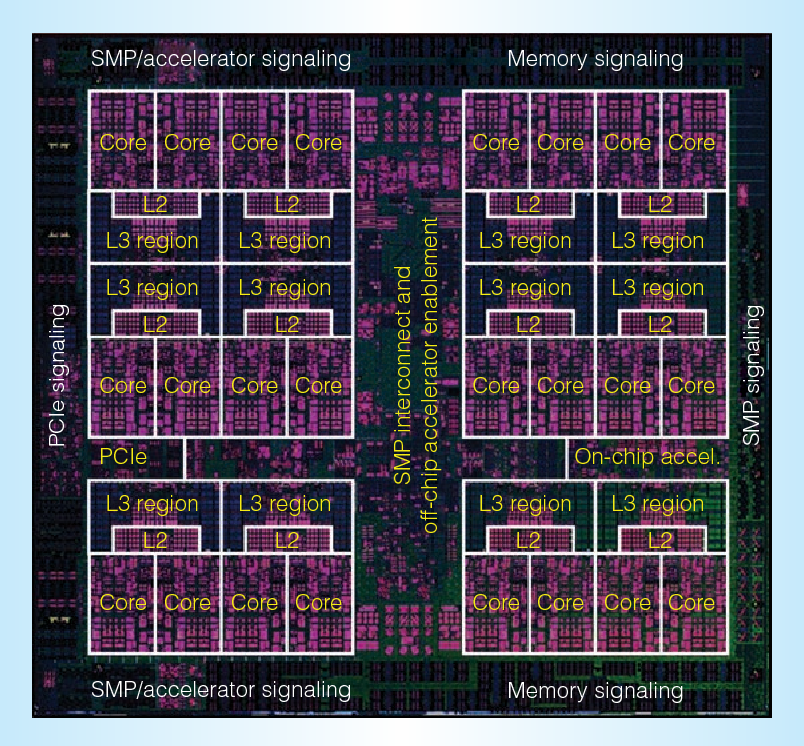 SMP/accelerator signaling
Memory signaling
Core Core Core Core
Core Core Core Core
L2 L2
L2 L2
L3 region L3 region
L3 region L3 region
L3 region L3 region
L3 region L3 region
L2 L2
L2 L2
Core Core Core Core
Core Core Core Core
PCIe signaling
SMP interconnect and
off-chip accelerator enablement
SMP signaling
PCIe
On-chip accel.
L3 region L3 region
L3 region L3 region
L2 L2
L2 L2
Core Core Core Core
Core Core Core Core
SMP/accelerator signaling
Memory signaling